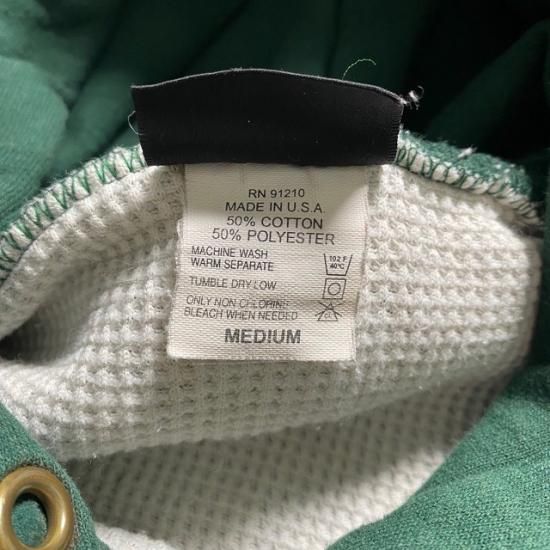 RN 91210
MADE IN U.S.A.
50% COTTON
50% POLYESTER
MACHINE WASH
WARM SEPARATE
102 F
40°C
TUMBLE DRY LOW
ONLY NON CHLORINE
BLEACH WHEN NEEDED
CL
MEDIUM